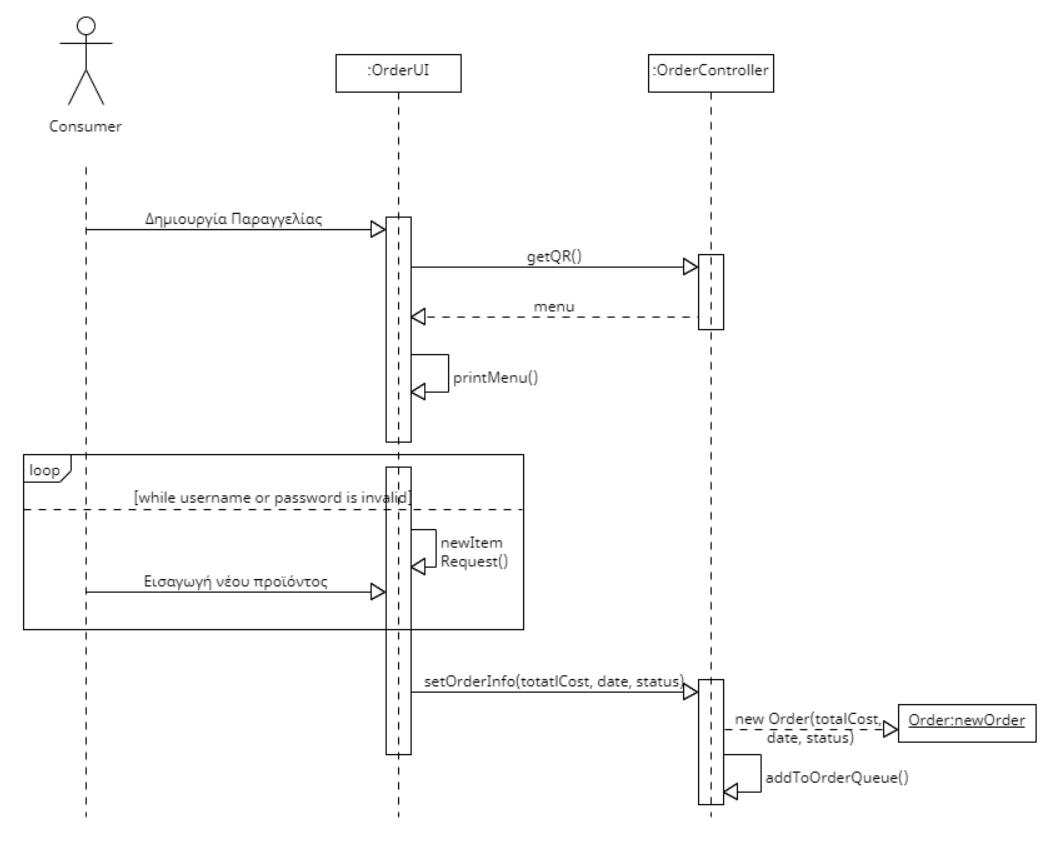 :OrderUI
:OrderController
Consumer
Δημιουργία Παραγγελίας
getQR()
menu
printMenu()
loop
[while username or password is invalid]
newItem
Request()
Εισαγωγή νέου προϊόντος
setOrderInfo(totatlCost, date, status)
new Order(totalCost,
date, status)
Order:newOrder
addToOrderQueue()